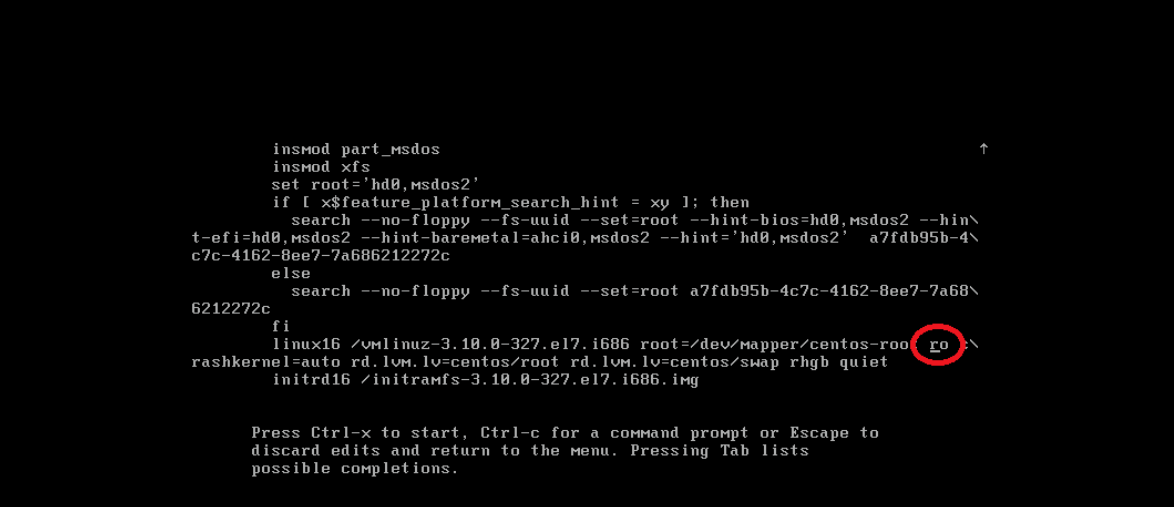 insmod part_msdos ↑
insmod xfs
set root='hd0,msdos2'
if [ x$feature_platform_search_hint = xy ]; then
search --no-floppy --fs-uuid --set=root --hint-bios=hd0,msdos2 --hin\
t-efi=hd0,msdos2 --hint-baremetal=ahci0,msdos2 --hint='hd0,msdos2'  a7fdb95b-4\
c7c-4162-8ee7-7a686212272c
else
search --no-floppy --fs-uuid --set=root a7fdb95b-4c7c-4162-8ee7-7a68\
6212272c
fi
linux16 /vmlinuz-3.10.0-327.el7.i686 root=/dev/mapper/centos-root ro c\
rashkernel=auto rd.lvm.lv=centos/root rd.lvm.lv=centos/swap rhgb quiet
initrd16 /initramfs-3.10.0-327.el7.i686.img
Press Ctrl-x to start, Ctrl-c for a command prompt or Escape to
discard edits and return to the menu. Pressing Tab lists
possible completions.